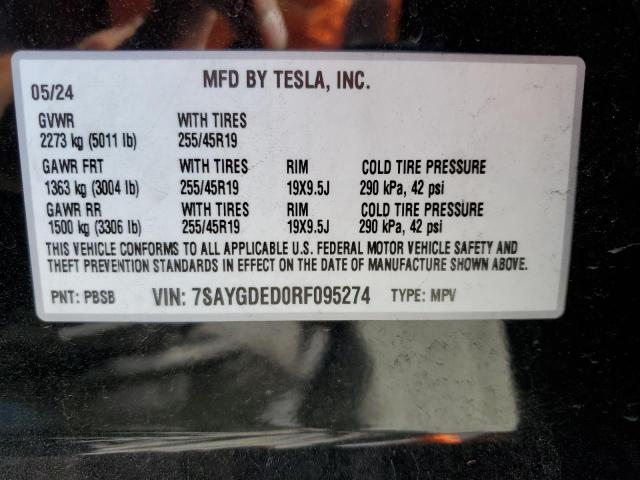 05/24 MFD BY TESLA, INC.
GVWR WITH TIRES
2273 kg (5011 lb) 255/45R19
GAWR FRT WITH TIRES RIM COLD TIRE PRESSURE
1363 kg (3004 lb) 255/45R19 19X9.5J 290 kPa, 42 psi
GAWR RR WITH TIRES RIM COLD TIRE PRESSURE
1500 kg (3306 lb) 255/45R19 19X9.5J 290 kPa, 42 psi
THIS VEHICLE CONFORMS TO ALL APPLICABLE U.S. FEDERAL MOTOR VEHICLE SAFETY AND
THEFT PREVENTION STANDARDS IN EFFECT ON THE DATE OF MANUFACTURE SHOWN ABOVE.
PNT: PBSB VIN: 7SAYGDED0RF095274 TYPE: MPV